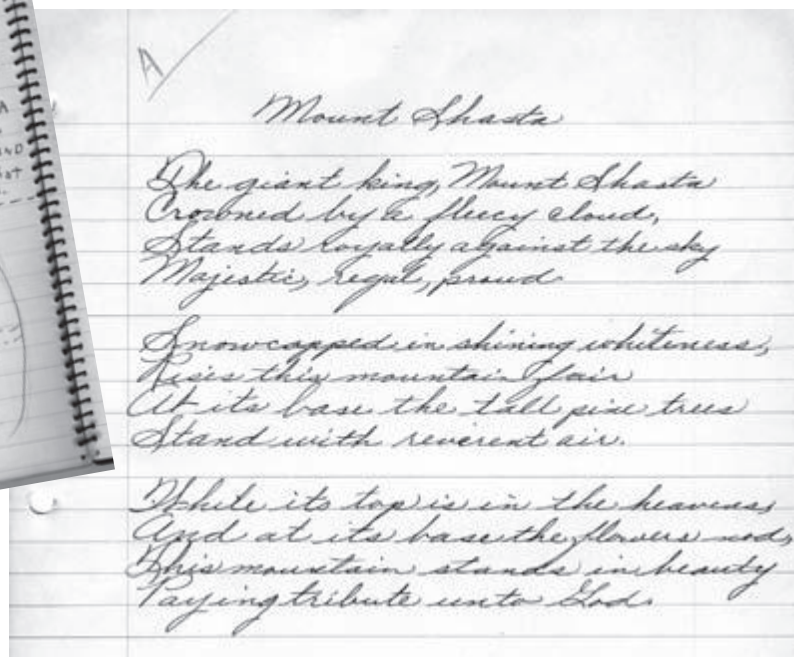 A
Mount Shasta
The giant king, Mount Shasta
Crowned by a fleecy cloud,
Stands royally against the sky
Majestic, regal, proud
Snowcapped in shining whiteness,
Rises this mountain fair
At its base the tall pine trees
Stand with reverent air.
While its top is in the heavens,
And at its base the flowers nod,
This mountain stands in beauty
Paying tribute unto God.